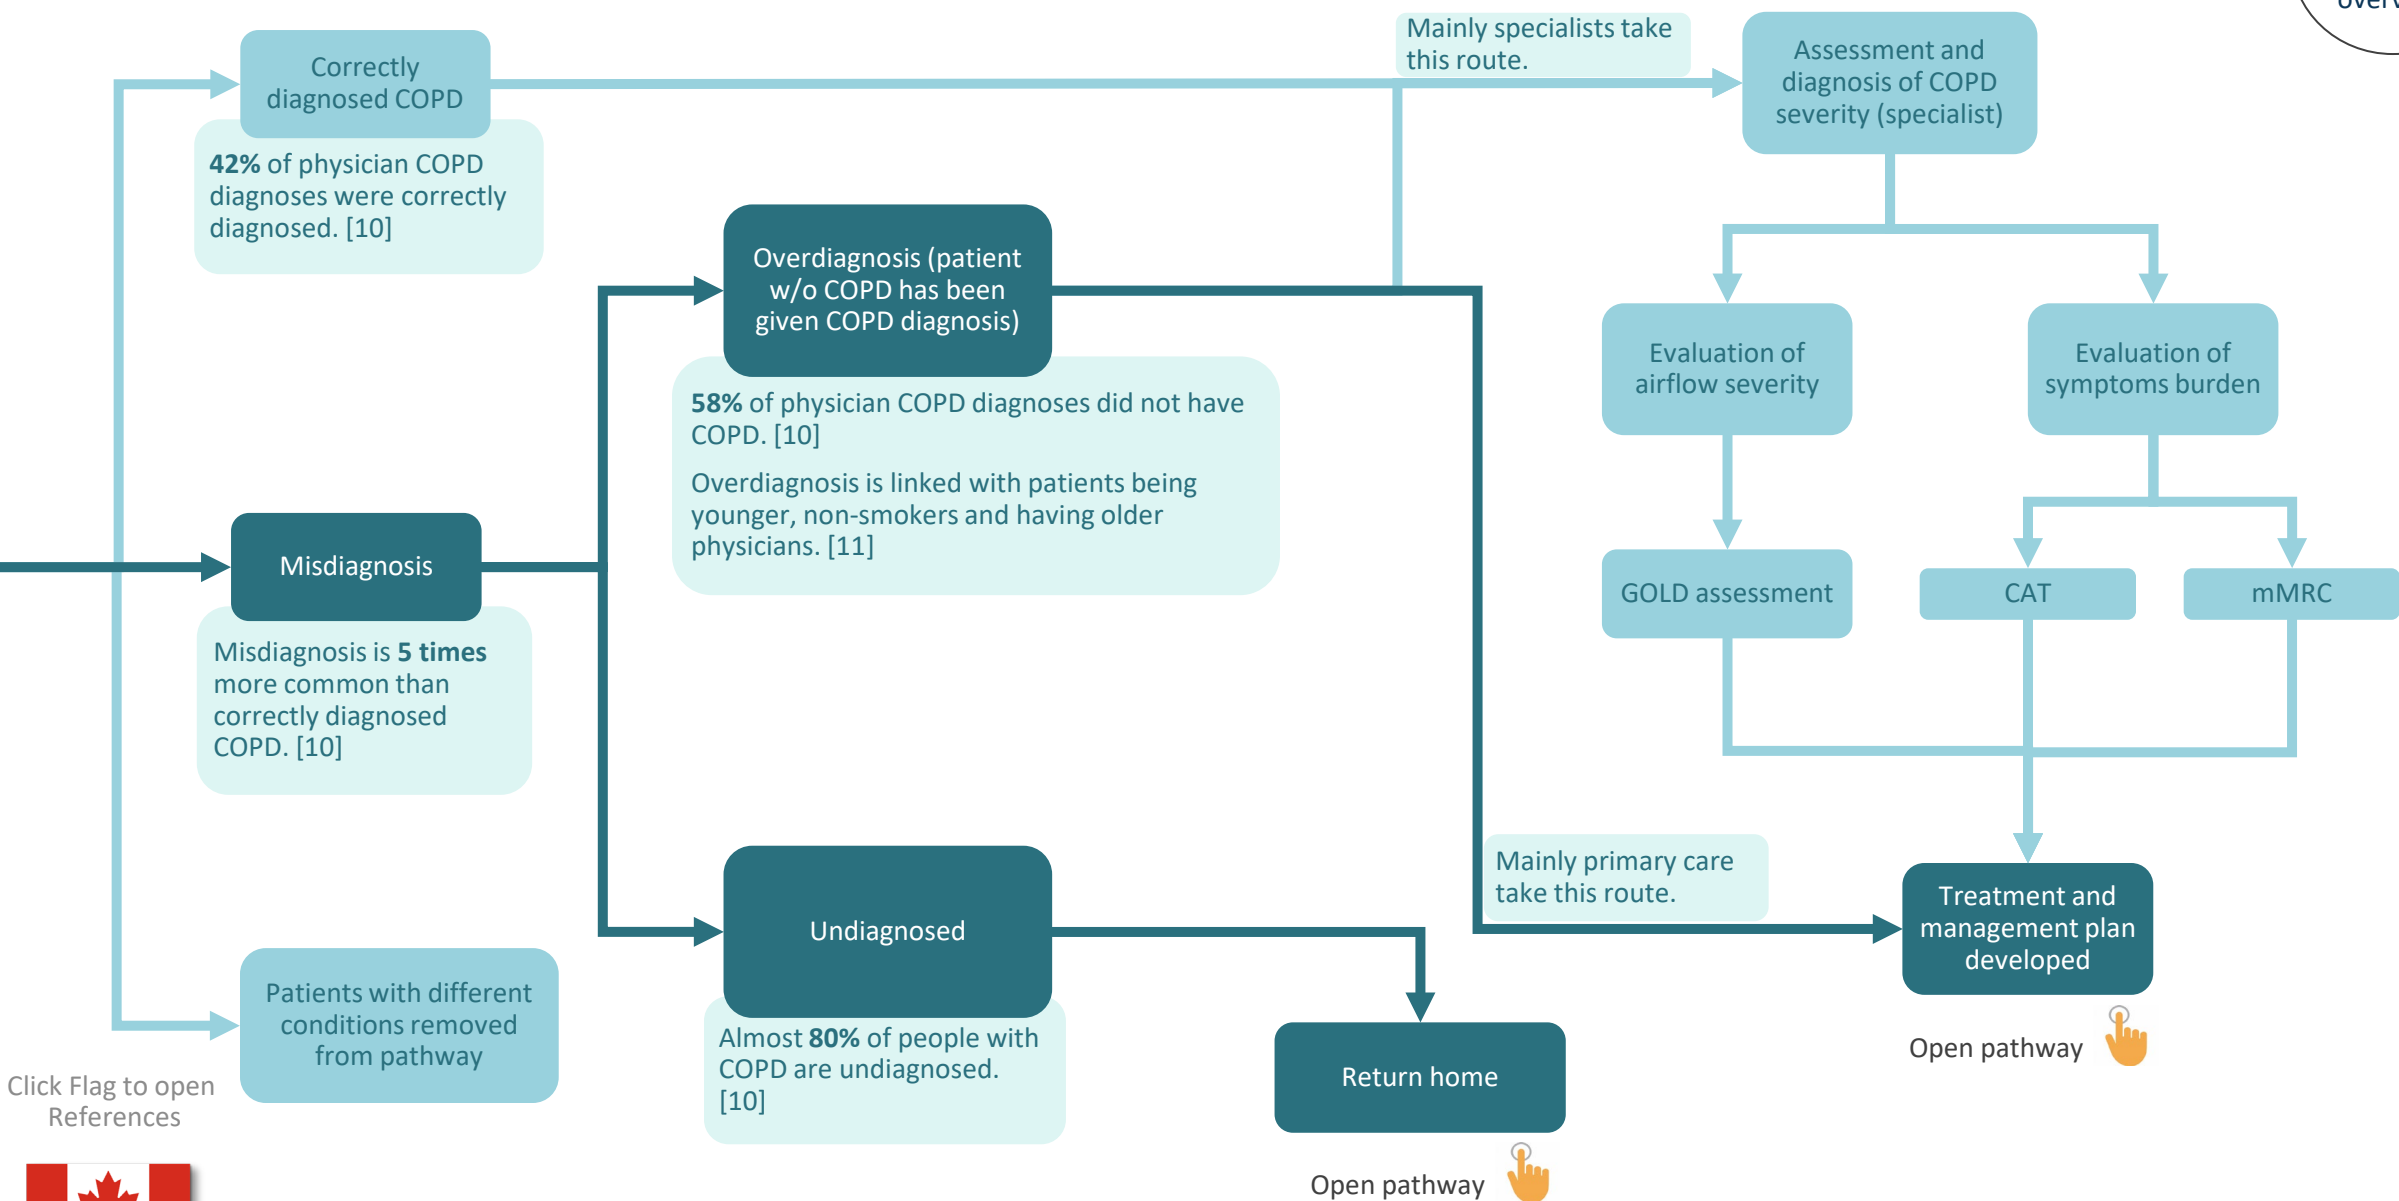 Correctly
diagnosed COPD
42% of physician COPD
diagnoses were correctly
diagnosed. [10]
Misdiagnosis
Misdiagnosis is 5 times
more common than
correctly diagnosed
COPD. [10]
Patients with different
conditions removed
from pathway
Click Flag to open
References
Overdiagnosis (patient
w/o COPD has been
given COPD diagnosis)
58% of physician COPD diagnoses did not have
COPD. [10]
Overdiagnosis is linked with patients being
younger, non-smokers and having older
physicians. [11]
Undiagnosed
Almost 80% of people with
COPD are undiagnosed.
[10]
Return home
Open pathway
Mainly specialists take
this route.
Mainly primary care
take this route.
Assessment and
diagnosis of COPD
severity (specialist)
Evaluation of
airflow severity
Evaluation of
symptoms burden
GOLD assessment
CAT
mMRC
Treatment and
management plan
developed
Open pathway